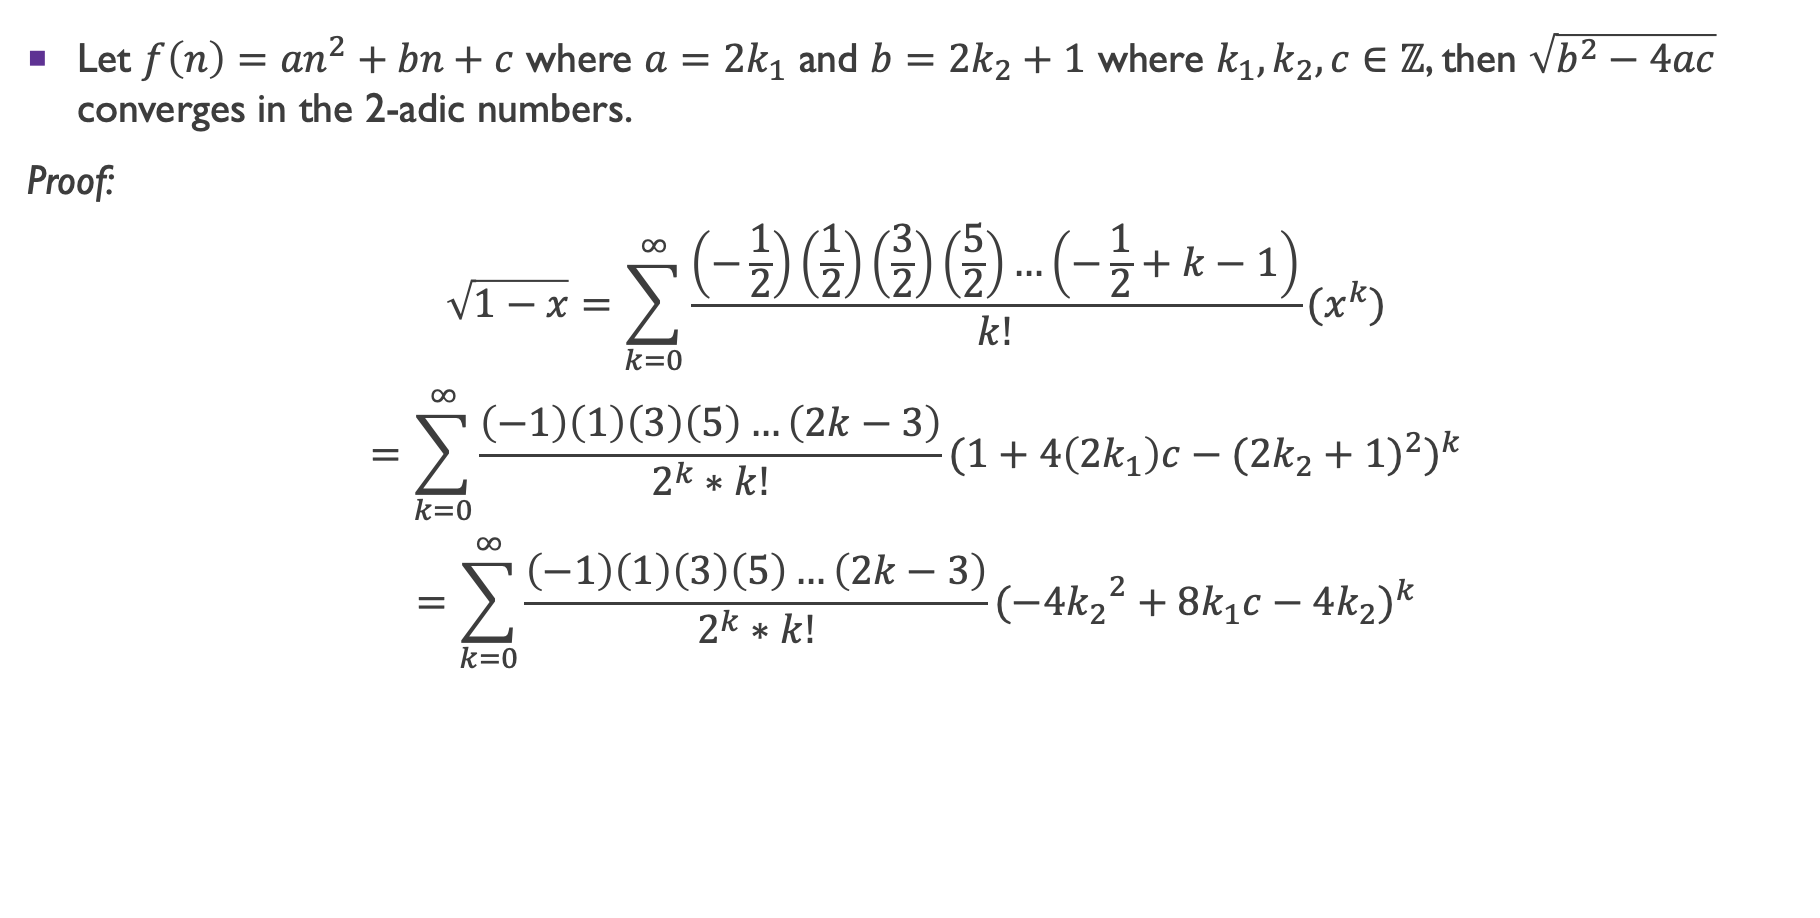 ▪ Let f(n) = an² + bn + c where a = 2k₁ and b = 2k₂ + 1 where k₁, k₂, c ∈ ℤ, then √(b² − 4ac)
converges in the 2-adic numbers.
Proof:
√(1 − x) = ∑_{k=0}^{∞} ((−1/2)(1/2)(3/2)(5/2)…(−1/2 + k − 1))/(k!) (x^k)
= ∑_{k=0}^{∞} ((−1)(1)(3)(5)…(2k − 3))/(2^k ∗ k!) (1 + 4(2k₁)c − (2k₂ + 1)²)^k
= ∑_{k=0}^{∞} ((−1)(1)(3)(5)…(2k − 3))/(2^k ∗ k!) (−4k₂² + 8k₁c − 4k₂)^k